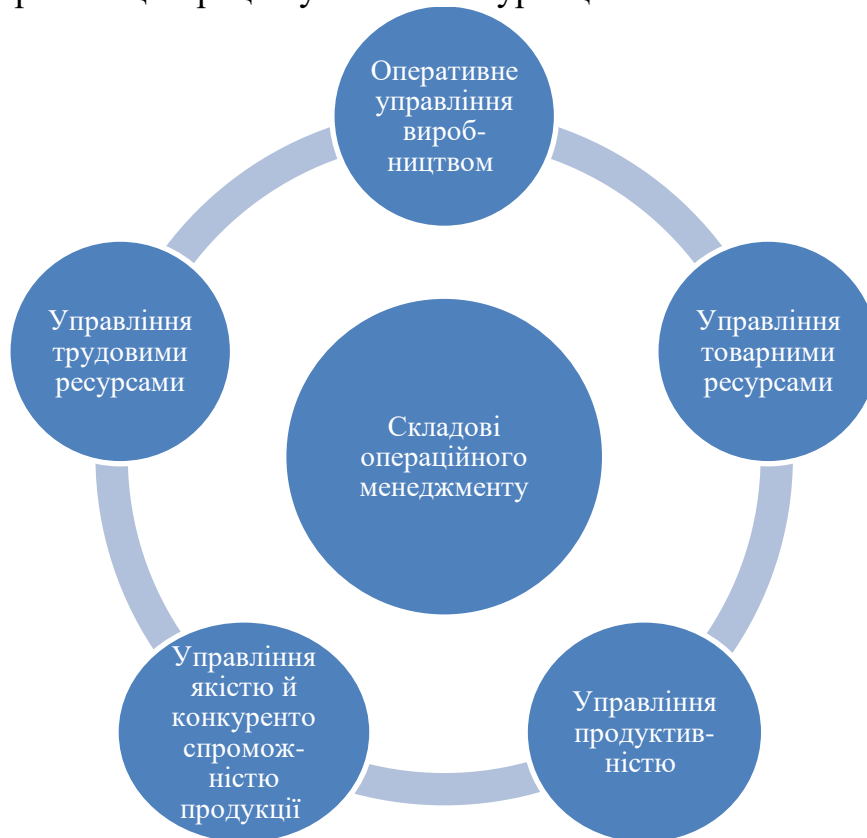 Оперативне
управління
вироб-
ництвом
Управління
товарними
ресурсами
Управління
продуктив-
ністю
Управління
якістю й
конкуренто
спромож-
ністю
продукції
Управління
трудовими
ресурсами
Складові
операційного
менеджменту